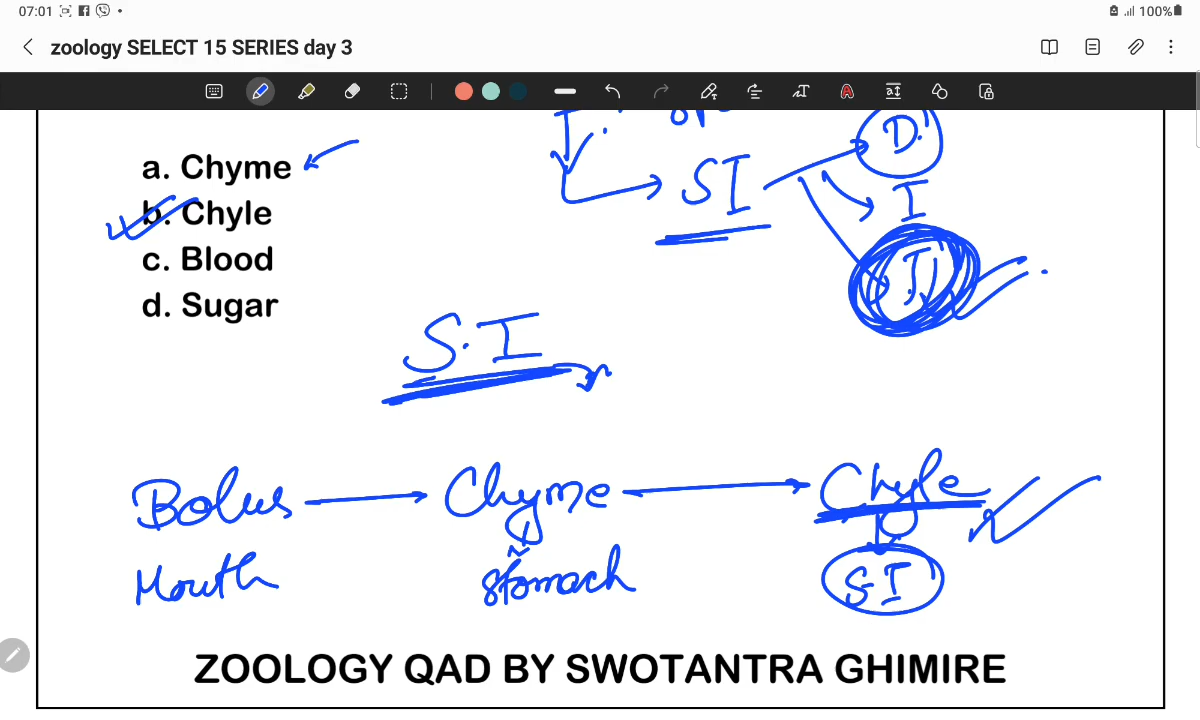 07:01 100%
zoology SELECT 15 SERIES day 3
a. Chyme
b. Chyle
c. Blood
d. Sugar
SI
D.
I
J
S.I
Bolus Chyme Chyle
Mouth stomach S.I
ZOOLOGY QAD BY SWOTANTRA GHIMIRE